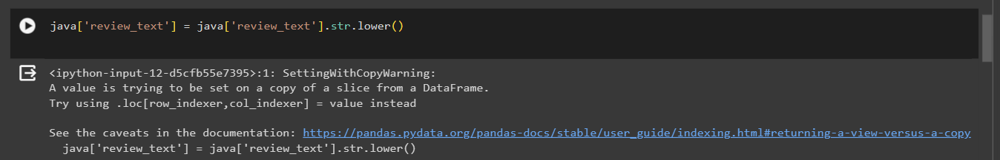 java['review_text'] = java['review_text'].str.lower()
<ipython-input-12-d5cfb55e7395>:1: SettingWithCopyWarning:
A value is trying to be set on a copy of a slice from a DataFrame.
Try using .loc[row_indexer,col_indexer] = value instead
See the caveats in the documentation: https://pandas.pydata.org/pandas-docs/stable/user_guide/indexing.html#returning-a-view-versus-a-copy
  java['review_text'] = java['review_text'].str.lower()